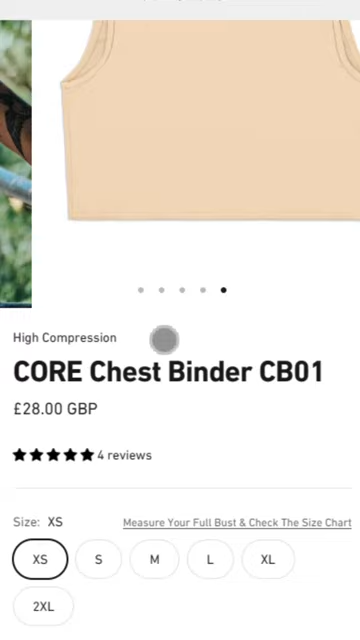 High Compression
CORE Chest Binder CB01
£28.00 GBP
4 reviews
Size: XS Measure Your Full Bust & Check The Size Chart
XS S M L XL
2XL